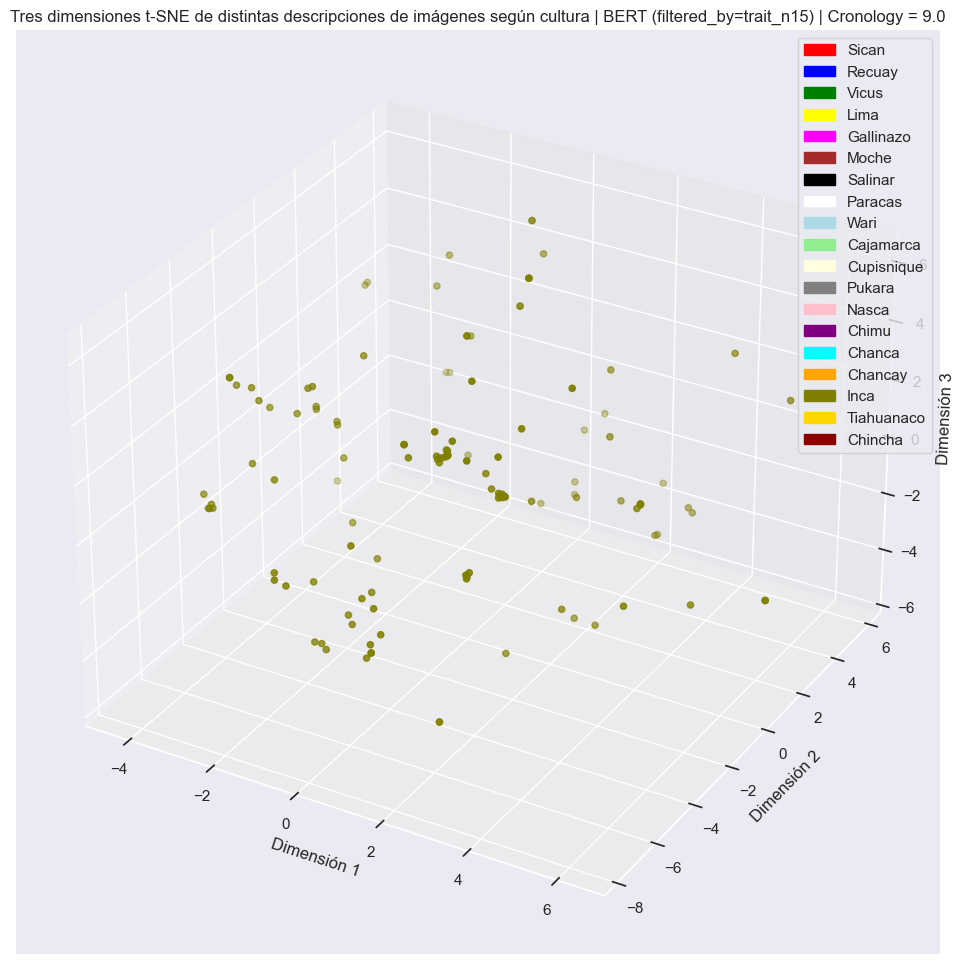 Tres dimensiones t-SNE de distintas descripciones de imágenes según cultura | BERT (filtered_by=trait_n15) | Cronology = 9.0
Sican
Recuay
Vicus
Lima
Gallinazo
Moche
Salinar
Paracas
Wari
Cajamarca
Cupisnique
Pukara
Nasca
Chimu
Chanca
Chancay
Inca
Tiahuanaco
Chincha
6
4
2
0
−2
−4
−6
Dimensión 3
6
4
2
0
−2
−4
−6
−8
Dimensión 2
−4
−2
0
2
4
6
Dimensión 1